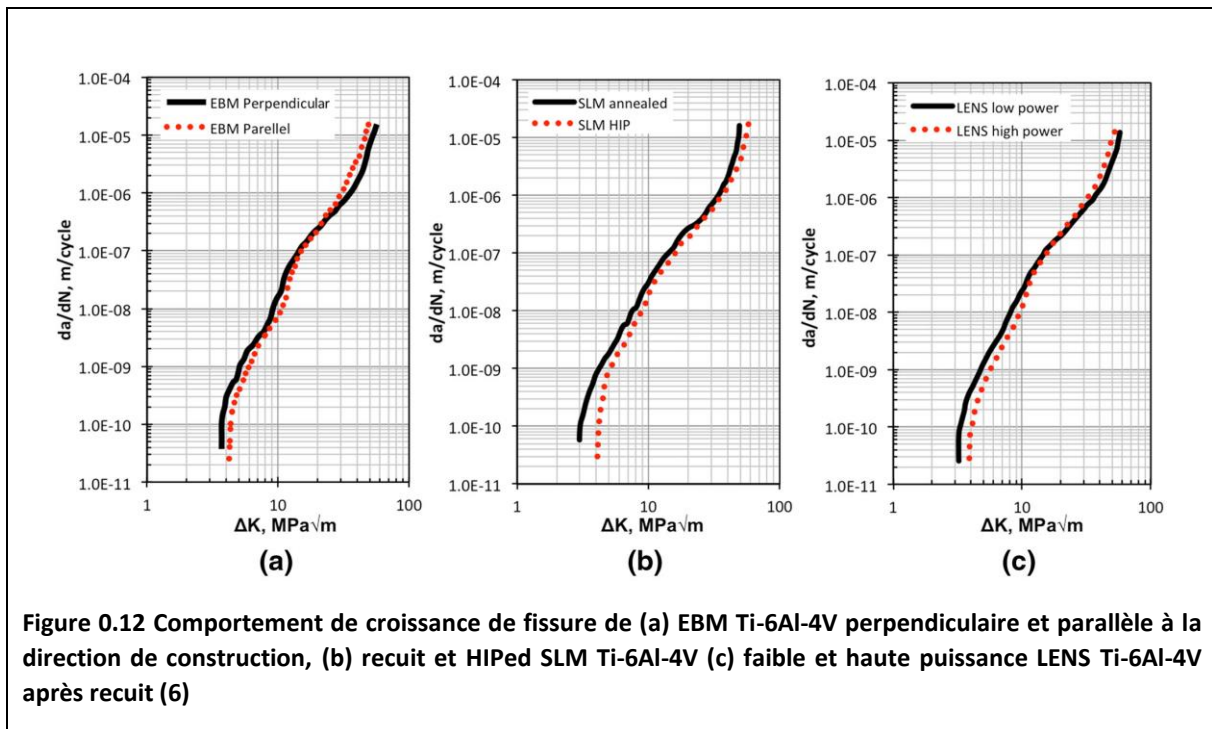 1.0E-04
1.0E-05
1.0E-06
1.0E-07
1.0E-08
1.0E-09
1.0E-10
1.0E-11
da/dN, m/cycle
EBM Perpendicular
EBM Parellel
1
10
100
ΔK, MPa√m
(a)
1.0E-04
1.0E-05
1.0E-06
1.0E-07
1.0E-08
1.0E-09
1.0E-10
1.0E-11
da/dN, m/cycle
SLM annealed
SLM HIP
1
10
100
ΔK, MPa√m
(b)
1.0E-04
1.0E-05
1.0E-06
1.0E-07
1.0E-08
1.0E-09
1.0E-10
1.0E-11
da/dN, m/cycle
LENS low power
LENS high power
1
10
100
ΔK, MPa√m
(c)
Figure 0.12 Comportement de croissance de fissure de (a) EBM Ti-6Al-4V perpendiculaire et parallèle à la
direction de construction, (b) recuit et HIPed SLM Ti-6Al-4V (c) faible et haute puissance LENS Ti-6Al-4V
après recuit (6)